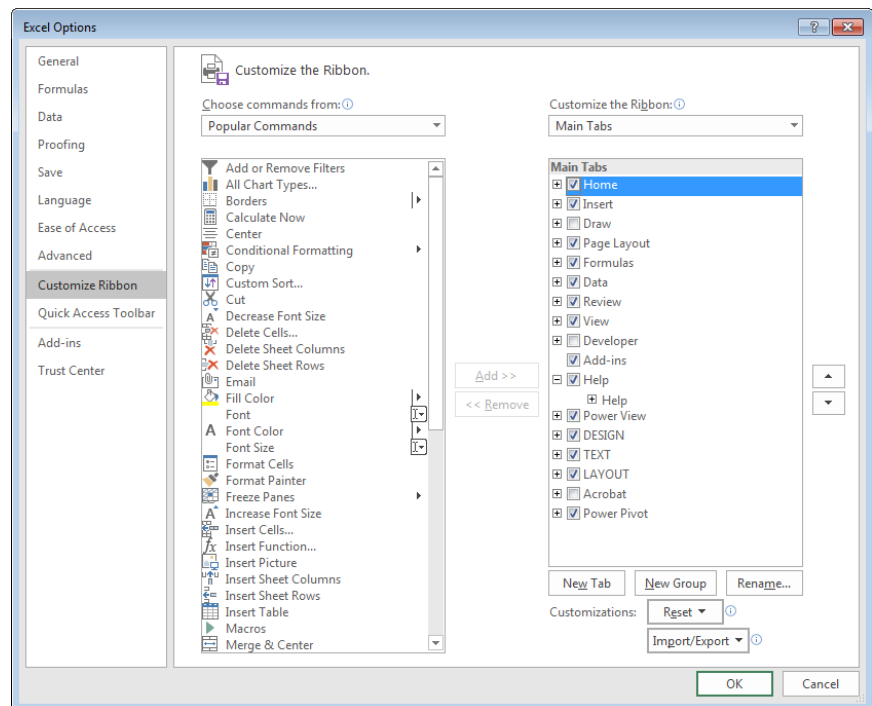 Excel Options
General
Formulas
Data
Proofing
Save
Language
Ease of Access
Advanced
Customize Ribbon
Quick Access Toolbar
Add-ins
Trust Center
Customize the Ribbon.
Choose commands from:
Popular Commands
Add or Remove Filters
All Chart Types...
Borders
Calculate Now
Center
Conditional Formatting
Copy
Custom Sort...
Cut
Decrease Font Size
Delete Cells...
Delete Sheet Columns
Delete Sheet Rows
Email
Fill Color
Font
Font Color
Font Size
Format Cells
Format Painter
Freeze Panes
Increase Font Size
Insert Cells...
Insert Function...
Insert Picture
Insert Sheet Columns
Insert Sheet Rows
Insert Table
Macros
Merge & Center
Add >>
<< Remove
Customize the Ribbon:
Main Tabs
Main Tabs
Home
Insert
Draw
Page Layout
Formulas
Data
Review
View
Developer
Add-ins
Help
Help
Power View
DESIGN
TEXT
LAYOUT
Acrobat
Power Pivot
New Tab
New Group
Rename...
Customizations:
Reset
Import/Export
OK
Cancel